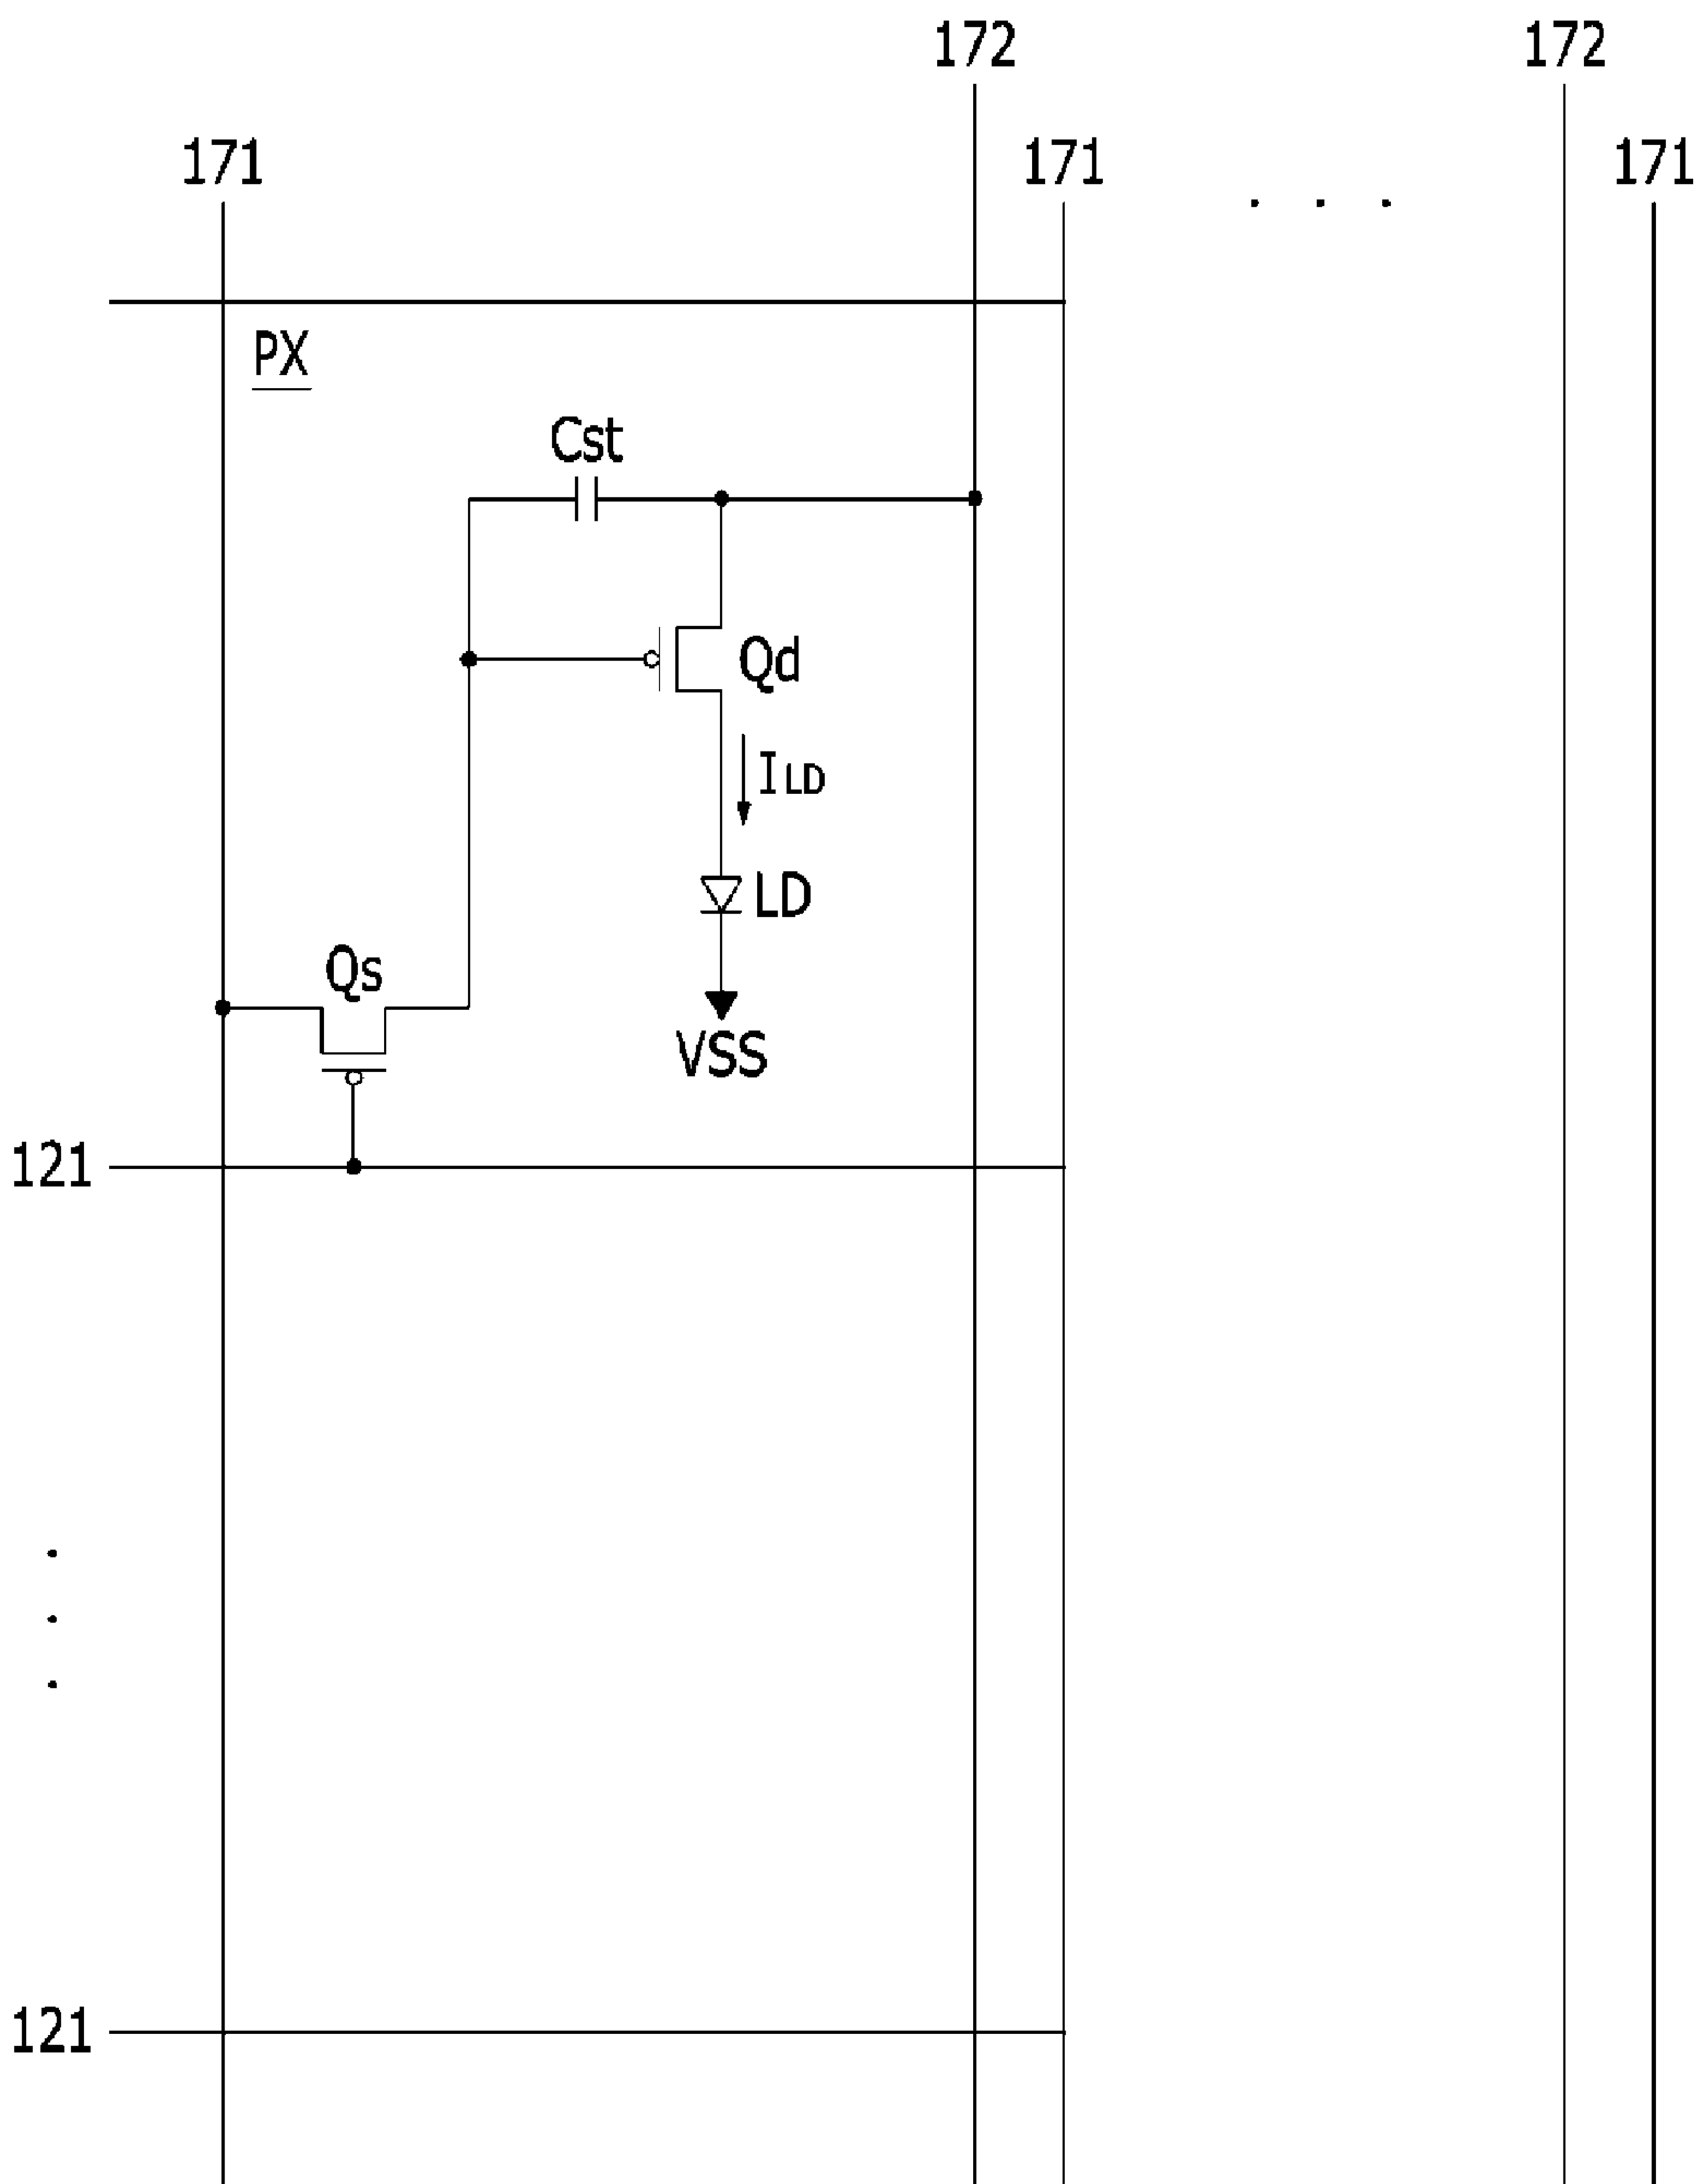 172 172
171 171 . . . 171
PX
Cst
Qd
ILD
LD
Qs
VSS
121
121